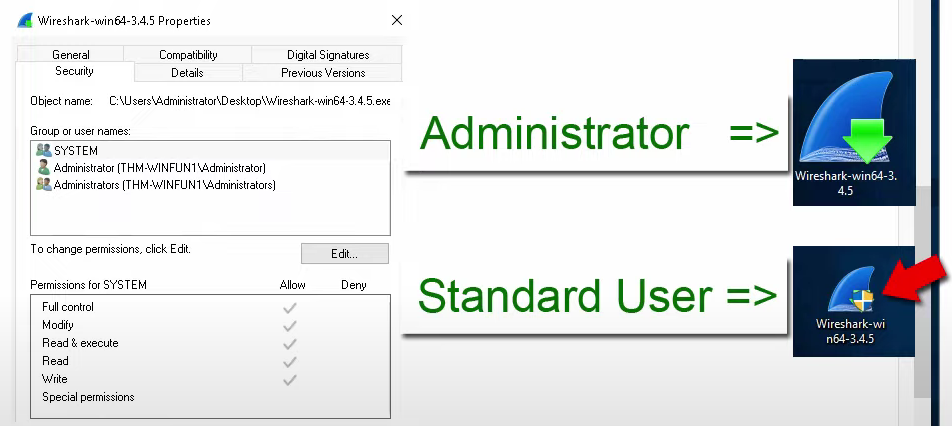 Wireshark-win64-3.4.5 Properties
General Compatibility Digital Signatures
Security Details Previous Versions
Object name: C:\Users\Administrator\Desktop\Wireshark-win64-3.4.5.exe
Group or user names:
SYSTEM
Administrator (THM-WINFUN1\Administrator)
Administrators (THM-WINFUN1\Administrators)
To change permissions, click Edit.
Edit...
Permissions for SYSTEM Allow Deny
Full control
Modify
Read & execute
Read
Write
Special permissions
Administrator =>
Wireshark-win64-3.
4.5
Standard User =>
Wireshark-wi
n64-3.4.5